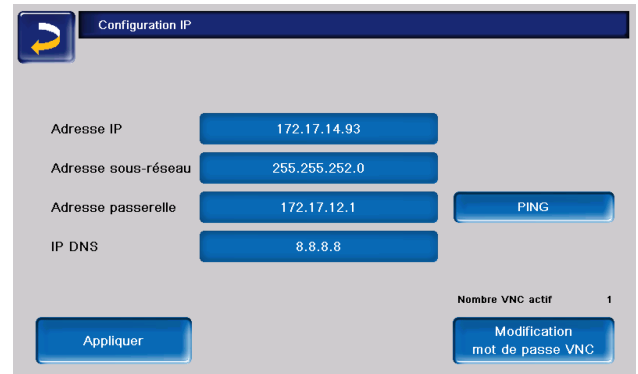 Configuration IP
Adresse IP 172.17.14.93
Adresse sous-réseau 255.255.252.0
Adresse passerelle 172.17.12.1 PING
IP DNS 8.8.8.8
Nombre VNC actif 1
Appliquer
Modification
mot de passe VNC